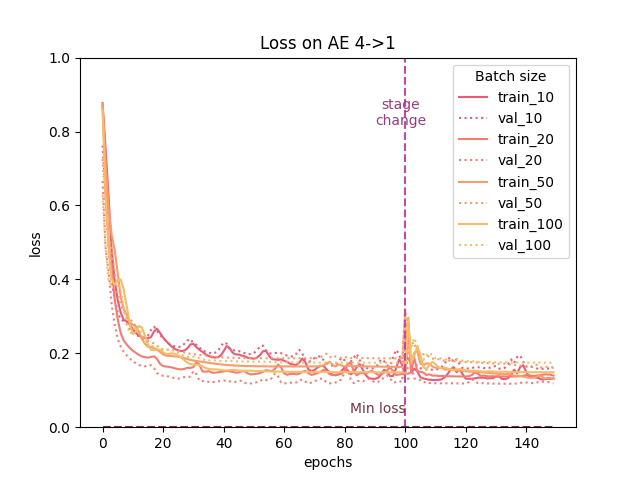 Loss on AE 4->1
1.0
0.8
0.6
0.4
0.2
0.0
loss
0
20
40
60
80
100
120
140
epochs
stage
change
Min loss
Batch size
train_10
val_10
train_20
val_20
train_50
val_50
train_100
val_100